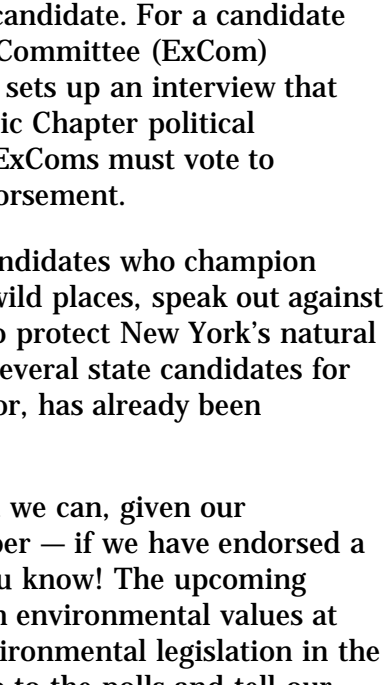 candidate. For a candidate
Committee (ExCom)
sets up an interview that
ic Chapter political
ExComs must vote to
orsement.
ndidates who champion
wild places, speak out against
o protect New York’s natural
everal state candidates for
or, has already been
we can, given our
ber — if we have endorsed a
u know! The upcoming
n environmental values at
ironmental legislation in the
to the polls and tell our